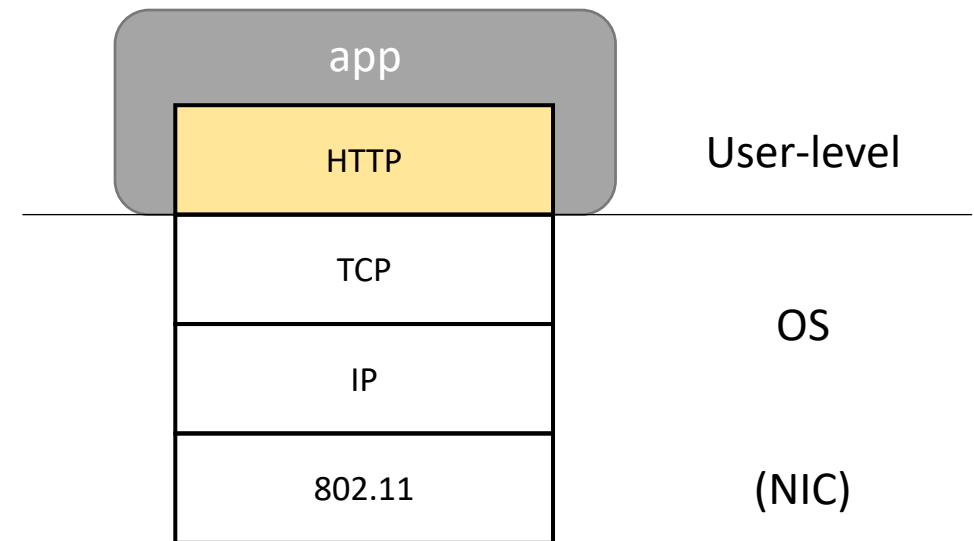 app
HTTP
User-level
TCP
OS
IP
802.11
(NIC)